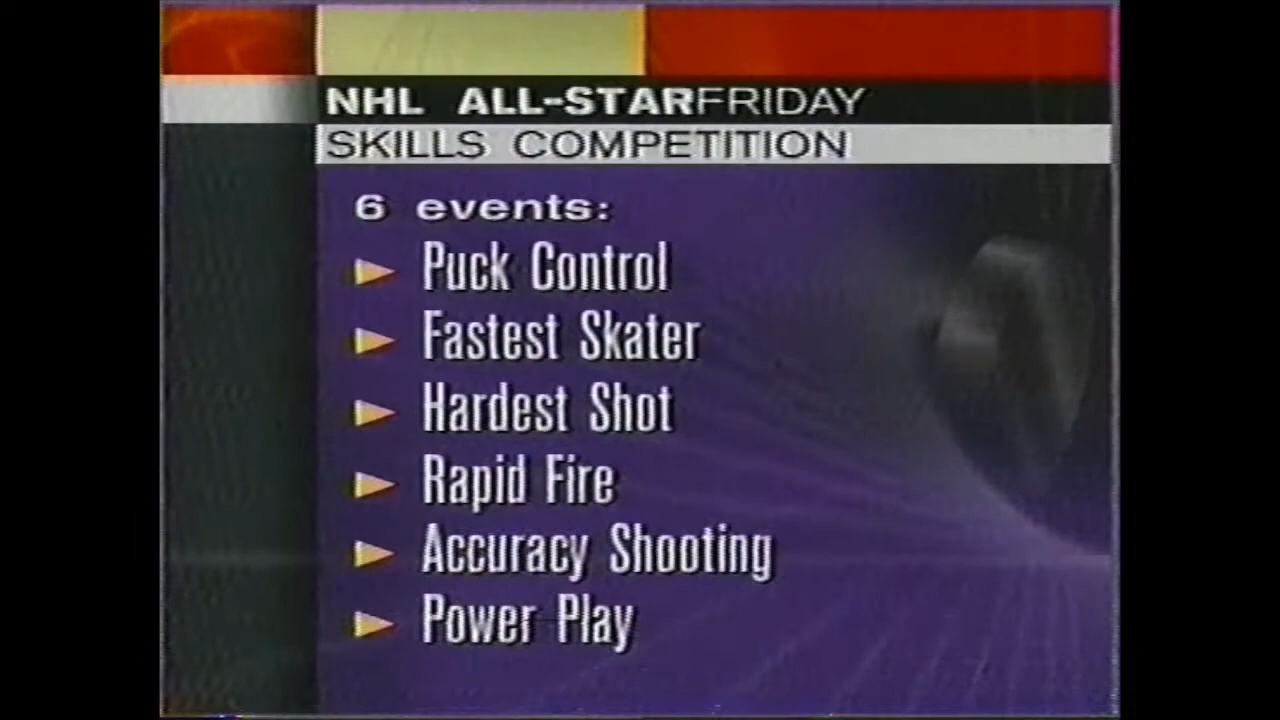 NHL ALL-STARFRIDAY
SKILLS COMPETITION
6 events:
Puck Control
Fastest Skater
Hardest Shot
Rapid Fire
Accuracy Shooting
Power Play